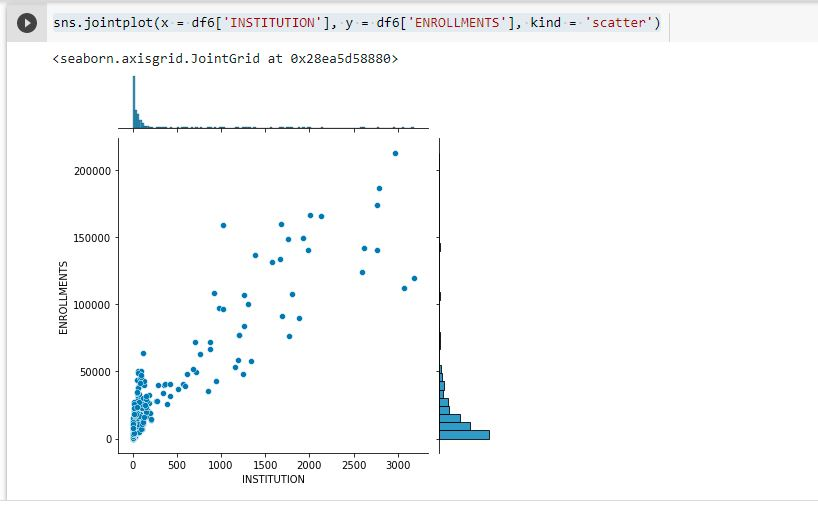 sns.jointplot(x = df6['INSTITUTION'], y = df6['ENROLLMENTS'], kind = 'scatter')
<seaborn.axisgrid.JointGrid at 0x28ea5d58880>
200000
150000
100000
50000
0
ENROLLMENTS
0 500 1000 1500 2000 2500 3000
INSTITUTION